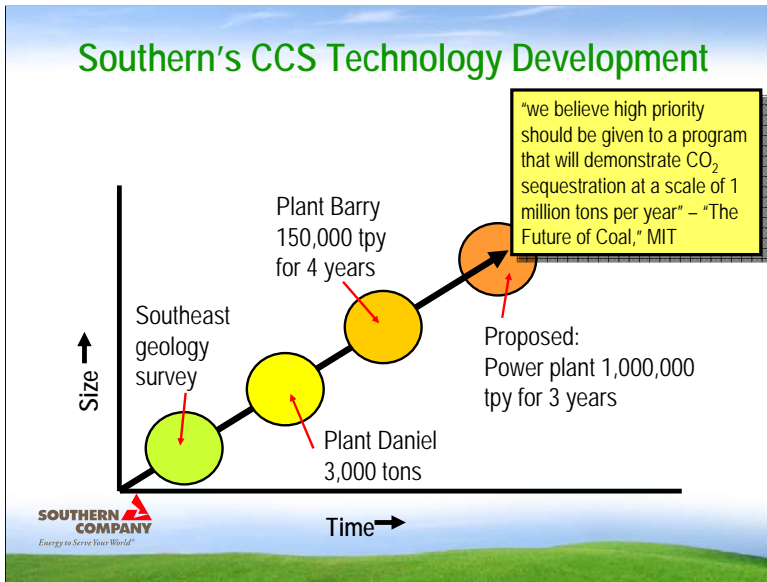 Southern's CCS Technology Development
“we believe high priority
should be given to a program
that will demonstrate CO2
sequestration at a scale of 1
million tons per year” – “The
Future of Coal,” MIT
Plant Barry
150,000 tpy
for 4 years
Southeast
geology
survey
Proposed:
Power plant 1,000,000
tpy for 3 years
Plant Daniel
3,000 tons
Size
Time
SOUTHERN
COMPANY
Energy to Serve Your World®